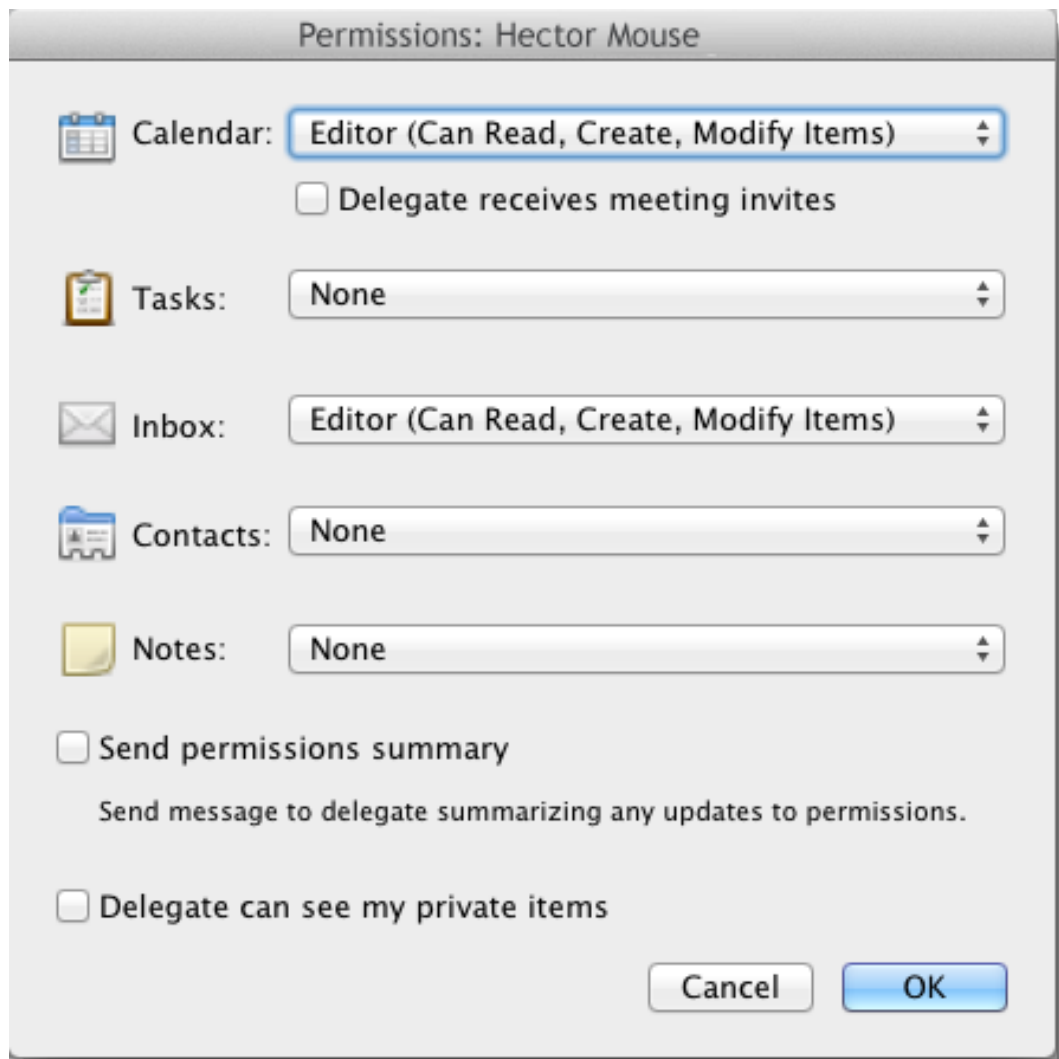 Permissions: Hector Mouse
Calendar: Editor (Can Read, Create, Modify Items)
Delegate receives meeting invites
Tasks: None
Inbox: Editor (Can Read, Create, Modify Items)
Contacts: None
Notes: None
Send permissions summary
Send message to delegate summarizing any updates to permissions.
Delegate can see my private items
Cancel OK